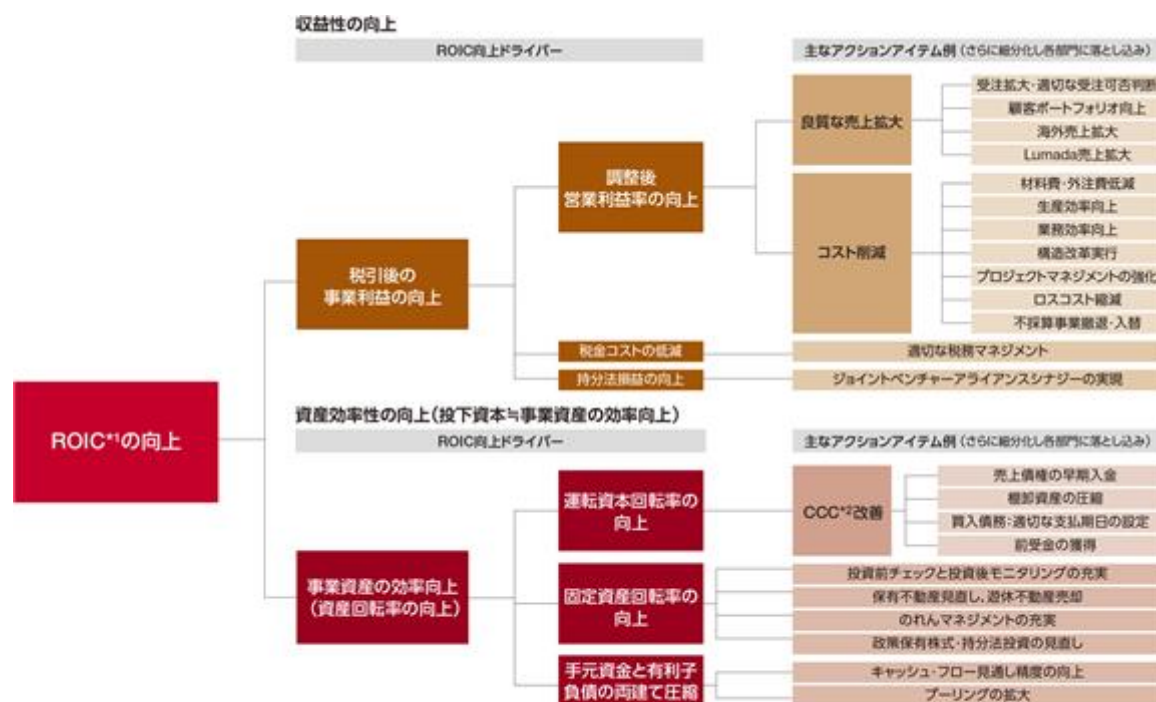 収益性の向上
ROIC向上ドライバー
主なアクションアイテム例（さらに細分化し各部門に落とし込み）
ROIC*1の向上
税引後の
事業利益の向上
調整後
営業利益率の向上
良質な売上拡大
受注拡大・適切な受注可否判断
顧客ポートフォリオ向上
海外売上拡大
Lumada売上拡大
コスト削減
材料費・外注費低減
生産効率向上
業務効率向上
構造改革実行
プロジェクトマネジメントの強化
ロスコスト縮減
不採算事業撤退・入替
税金コストの低減
適切な税務マネジメント
持分法損益の向上
ジョイントベンチャーアライアンスシナジーの実現
資産効率性の向上（投下資本≒事業資産の効率向上）
ROIC向上ドライバー
主なアクションアイテム例（さらに細分化し各部門に落とし込み）
事業資産の効率向上
（資産回転率の向上）
運転資本回転率の
向上
CCC*2改善
売上債権の早期入金
棚卸資産の圧縮
買入債務：適切な支払期日の設定
前受金の獲得
固定資産回転率の
向上
投資前チェックと投資後モニタリングの充実
保有不動産見直し、遊休不動産売却
のれんマネジメントの充実
政策保有株式・持分法投資の見直し
手元資金と有利子
負債の両建て圧縮
キャッシュ・フロー見通し精度の向上
プーリングの拡大